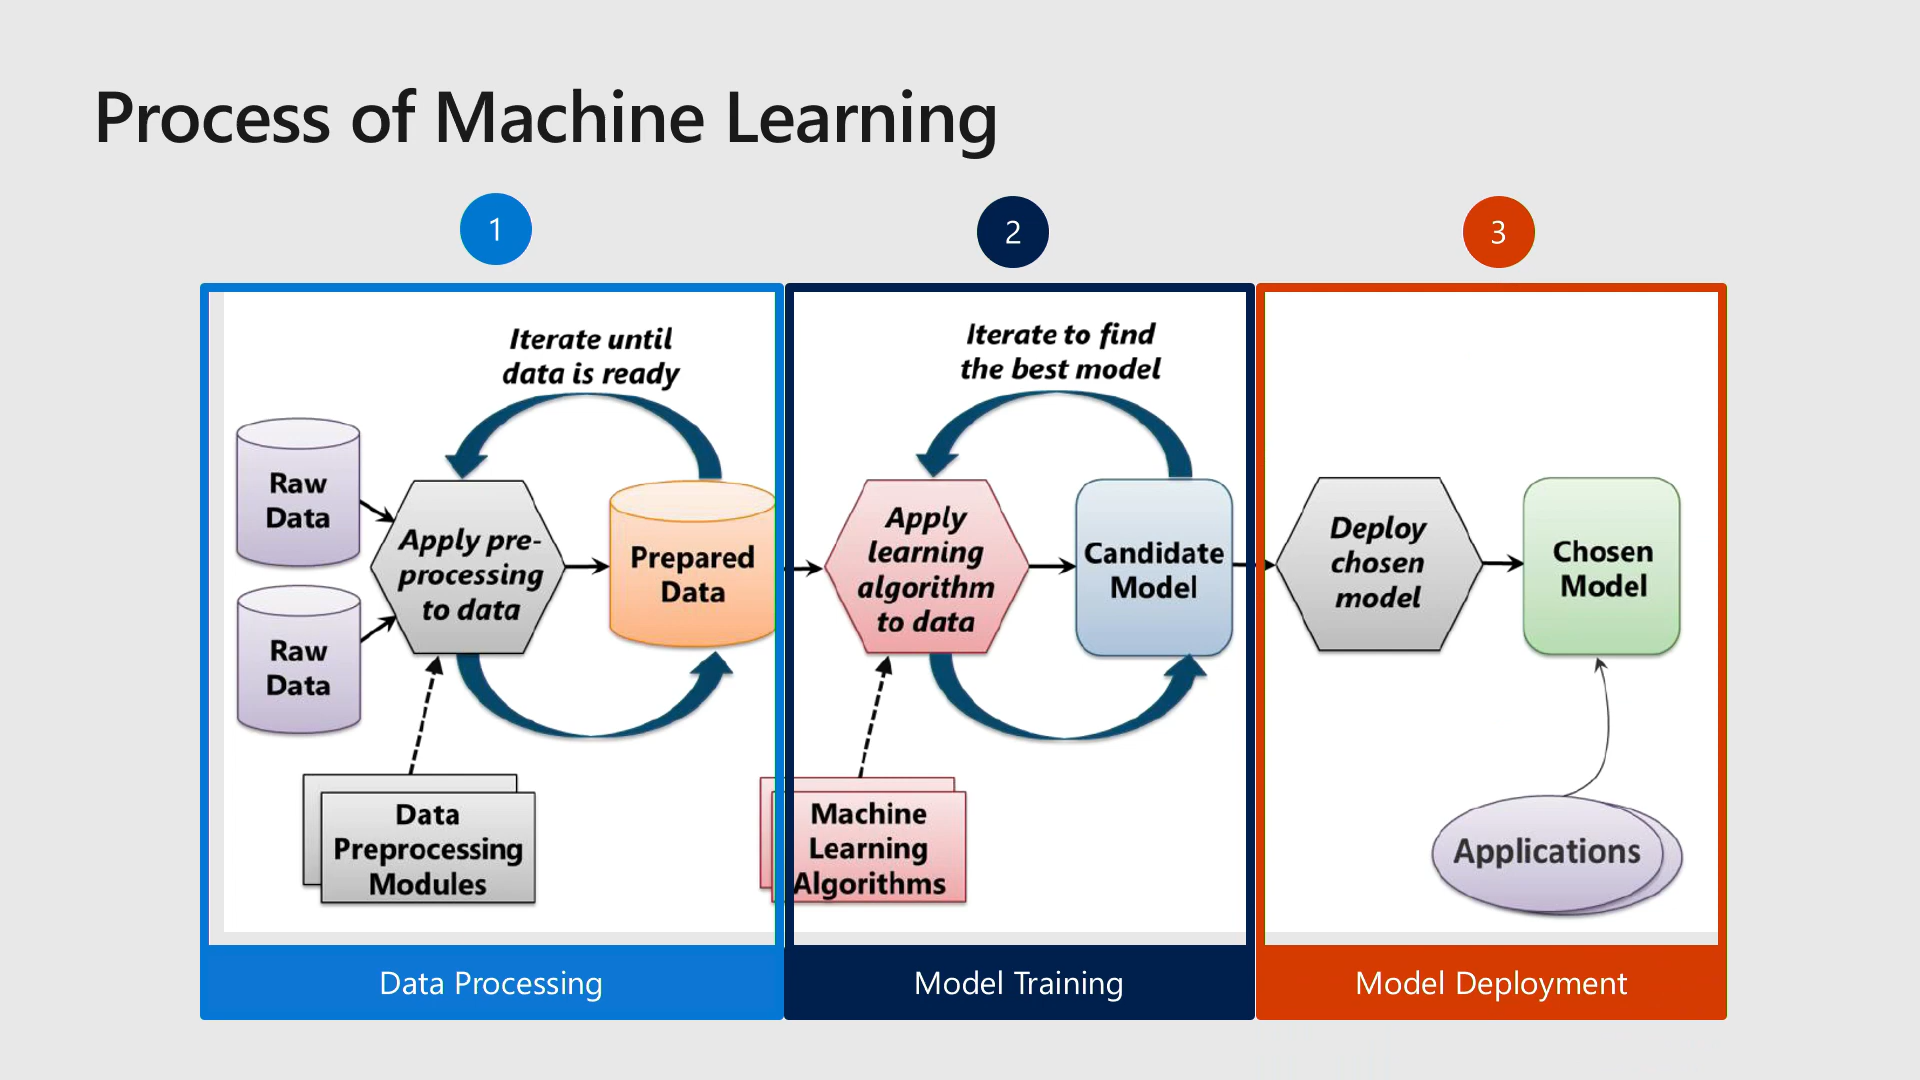 Process of Machine Learning
1
2
3
Iterate until
data is ready
Raw
Data
Raw
Data
Apply pre-
processing
to data
Prepared
Data
Data
Preprocessing
Modules
Data Processing
Iterate to find
the best model
Apply
learning
algorithm
to data
Candidate
Model
Machine
Learning
Algorithms
Model Training
Deploy
chosen
model
Chosen
Model
Applications
Model Deployment